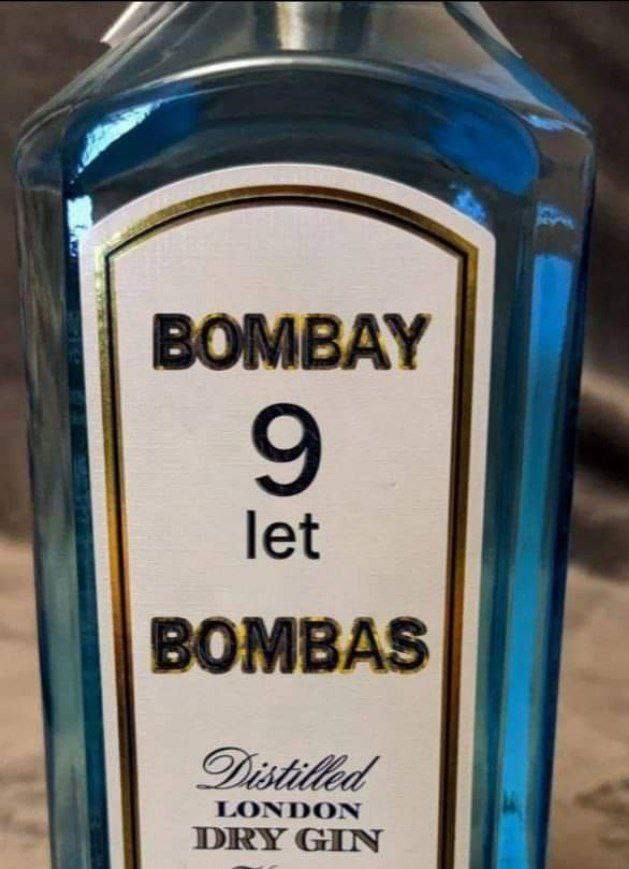 BOMBAY
9
let
BOMBAS
Distilled
LONDON
DRY GIN